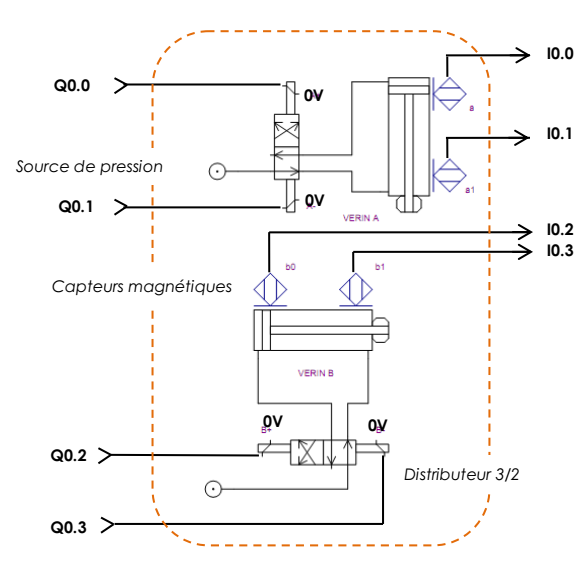 I0.0
Q0.0
0V
a
I0.1
Source de pression
a1
0V
Q0.1
VERIN A
I0.2
I0.3
b0
b1
Capteurs magnétiques
VERIN B
0V
0V
B+
Q0.2
Distributeur 3/2
Q0.3